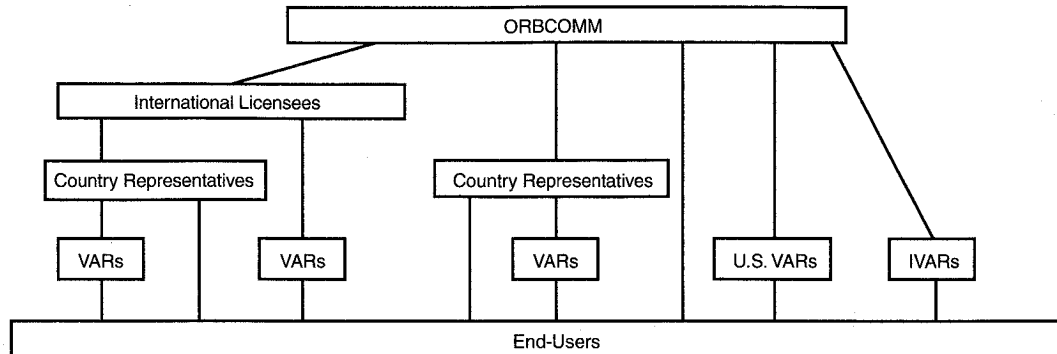 ORBCOMM
International Licensees
Country Representatives
Country Representatives
VARs
VARs
VARs
U.S. VARs
IVARs
End-Users